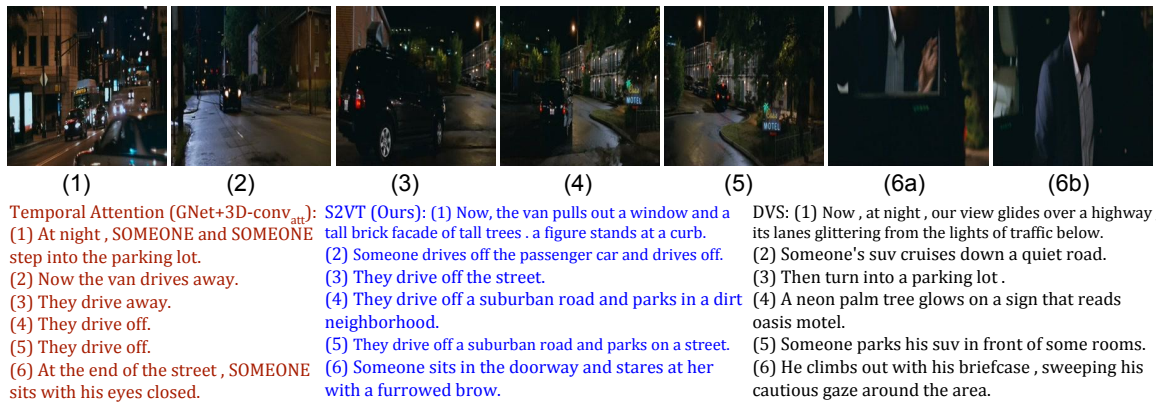 MOTEL
MOTEL
(1)
(2)
(3)
(4)
(5)
(6a)
(6b)
Temporal Attention (GNet+3D-convatt):
(1) At night , SOMEONE and SOMEONE
step into the parking lot.
(2) Now the van drives away.
(3) They drive away.
(4) They drive off.
(5) They drive off.
(6) At the end of the street , SOMEONE
sits with his eyes closed.
S2VT (Ours): (1) Now, the van pulls out a window and a
tall brick facade of tall trees . a figure stands at a curb.
(2) Someone drives off the passenger car and drives off.
(3) They drive off the street.
(4) They drive off a suburban road and parks in a dirt
neighborhood.
(5) They drive off a suburban road and parks on a street.
(6) Someone sits in the doorway and stares at her
with a furrowed brow.
DVS: (1) Now , at night , our view glides over a highway
its lanes glittering from the lights of traffic below.
(2) Someone's suv cruises down a quiet road.
(3) Then turn into a parking lot .
(4) A neon palm tree glows on a sign that reads
oasis motel.
(5) Someone parks his suv in front of some rooms.
(6) He climbs out with his briefcase , sweeping his
cautious gaze around the area.